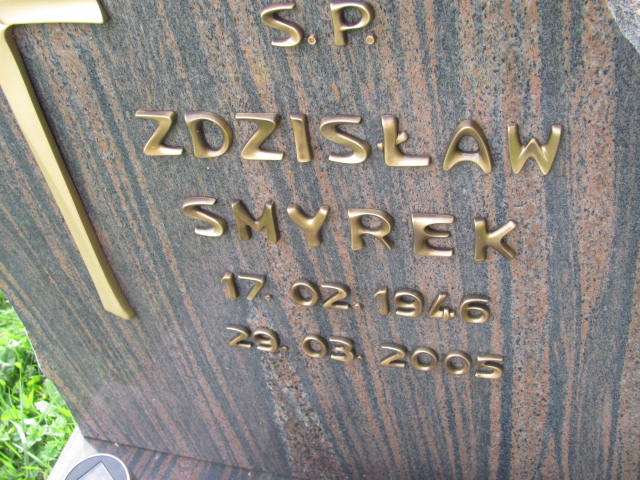 S.P.
ZDZISŁAW
SMYREK
17.02.1946
29.03.2005